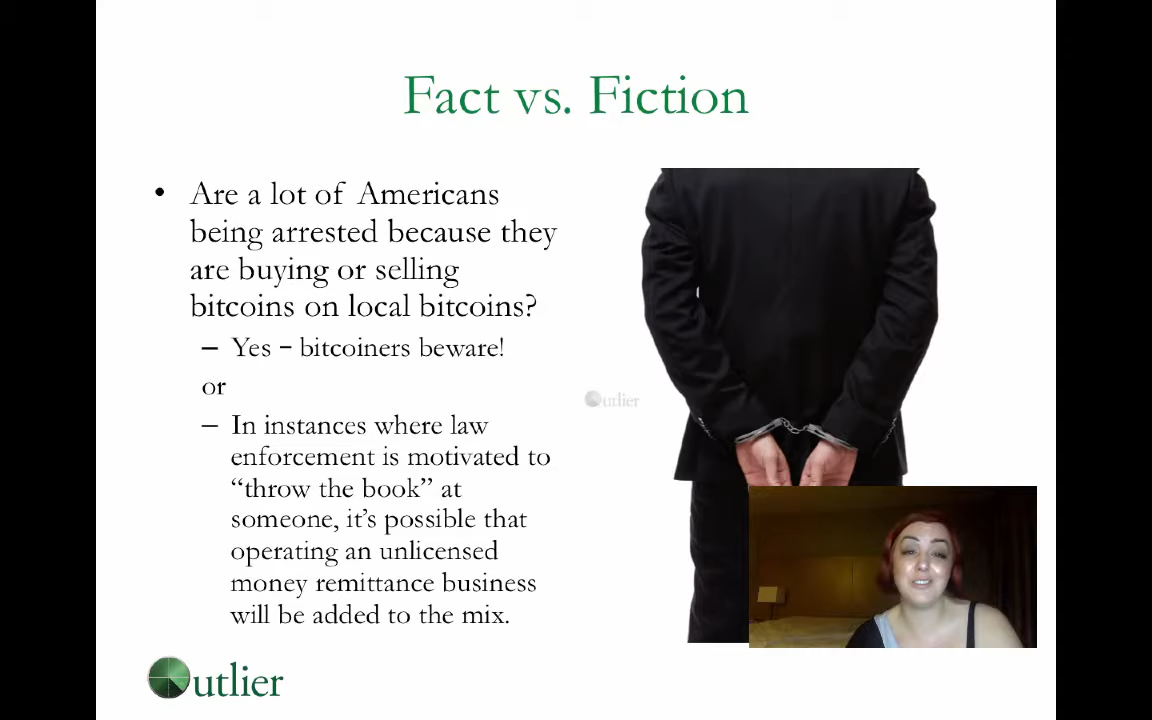 Fact vs. Fiction
• Are a lot of Americans
being arrested because they
are buying or selling
bitcoins on local bitcoins?
– Yes – bitcoiners beware!
or
– In instances where law
enforcement is motivated to
“throw the book” at
someone, it’s possible that
operating an unlicensed
money remittance business
will be added to the mix.
Outlier
Outlier